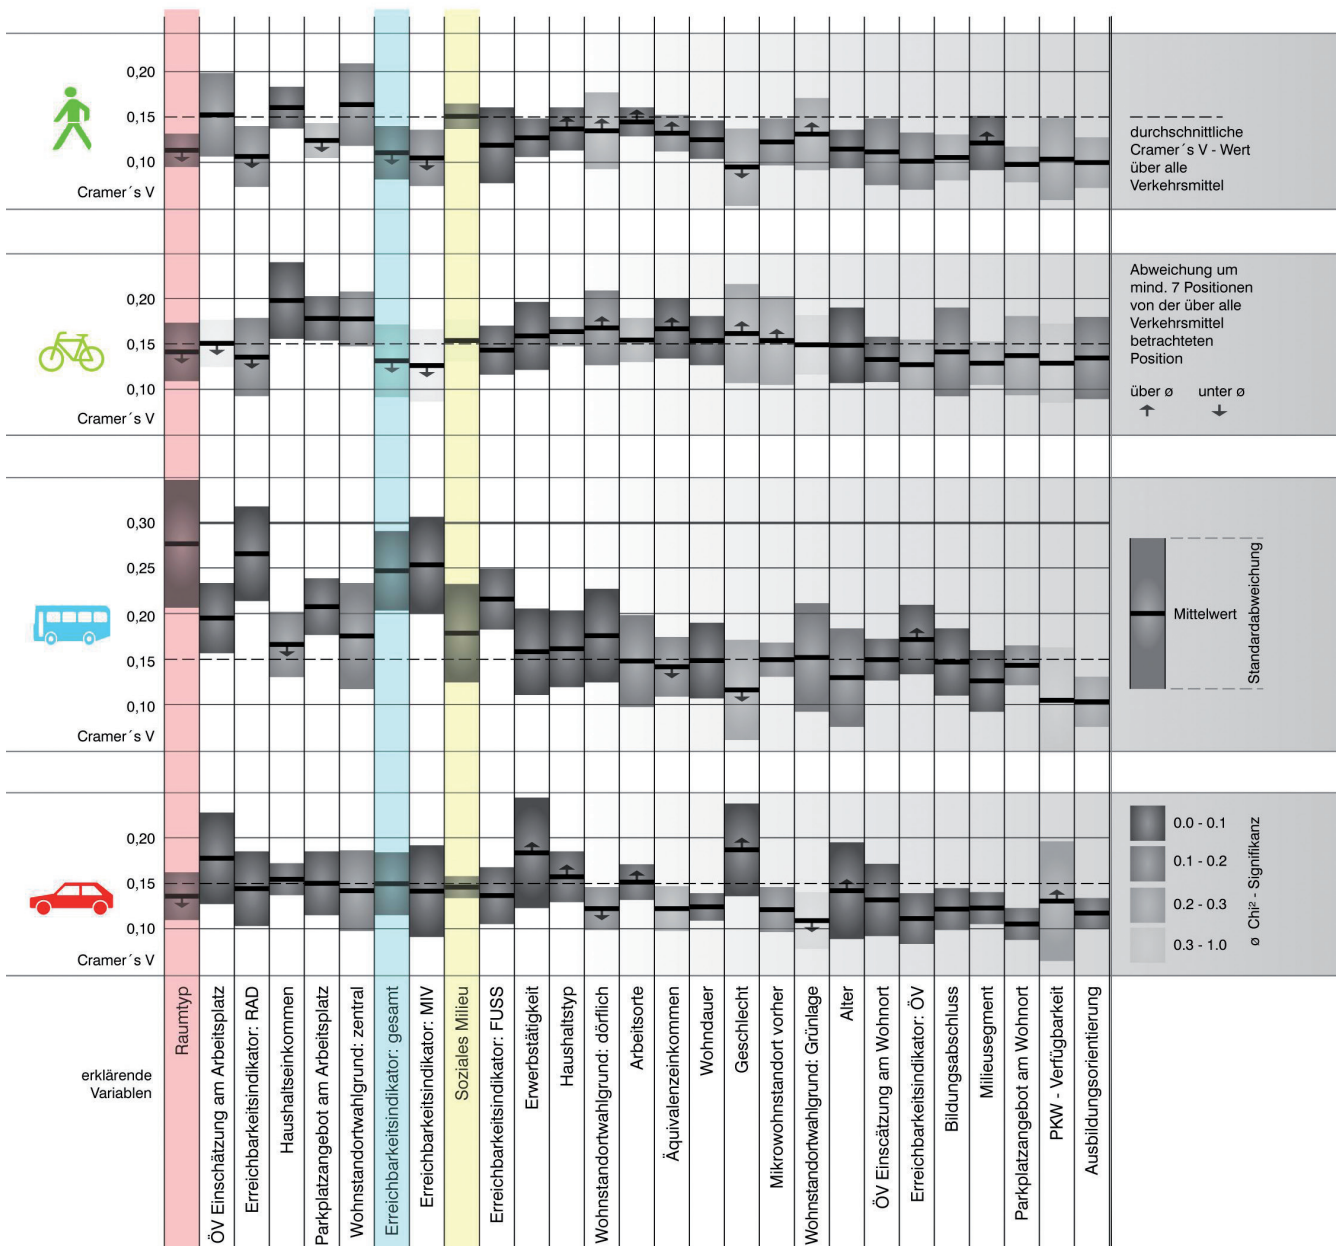 0,20
0,15
0,10
Cramer´s V
durchschnittliche
Cramer´s V - Wert
über alle
Verkehrsmittel
0,20
0,15
0,10
Cramer´s V
Abweichung um
mind. 7 Positionen
von der über alle
Verkehrsmittel
betrachteten
Position
über ø unter ø
0,30
0,25
0,20
0,15
0,10
Cramer´s V
Mittelwert
Standardabweichung
0,20
0,15
0,10
Cramer´s V
0.0 - 0.1
0.1 - 0.2
0.2 - 0.3
0.3 - 1.0
ø Chi² - Signifikanz
erklärende
Variablen
Raumtyp
ÖV Einschätzung am Arbeitsplatz
Erreichbarkeitsindikator: RAD
Haushaltseinkommen
Parkplatzangebot am Arbeitsplatz
Wohnstandortwahlgrund: zentral
Erreichbarkeitsindikator: gesamt
Erreichbarkeitsindikator: MIV
Soziales Milieu
Erreichbarkeitsindikator: FUSS
Erwerbstätigkeit
Haushaltstyp
Wohnstandortwahlgrund: dörflich
Arbeitsorte
Äquivalenzeinkommen
Wohndauer
Geschlecht
Mikrowohnstandort vorher
Wohnstandortwahlgrund: Grünlage
Alter
ÖV Einscätzung am Wohnort
Erreichbarkeitsindikator: ÖV
Bildungsabschluss
Milieusegment
Parkplatzangebot am Wohnort
PKW - Verfügbarkeit
Ausbildungsorientierung